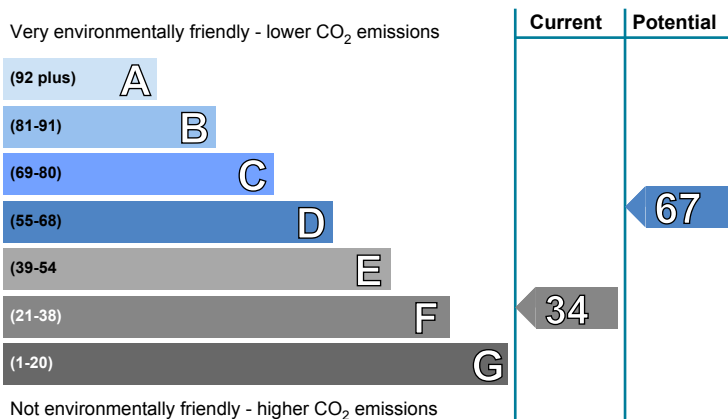 Current Potential
Very environmentally friendly - lower CO2 emissions
(92 plus) A
(81-91) B
(69-80) C
(55-68) D
67
(39-54 E
(21-38) F
34
(1-20) G
Not environmentally friendly - higher CO2 emissions